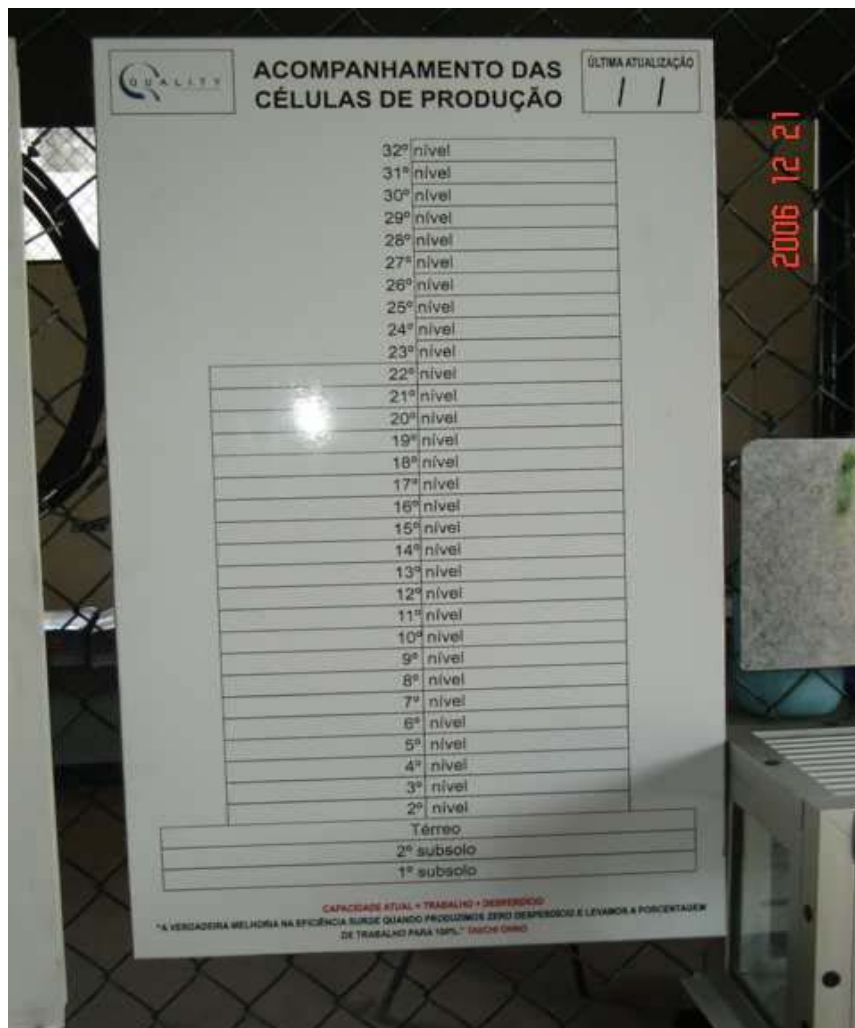 QUALITY
ACOMPANHAMENTO DAS
CÉLULAS DE PRODUÇÃO
ÚLTIMA ATUALIZAÇÃO
/ /
2006 12 21
32º nível
31º nível
30º nível
29º nível
28º nível
27º nível
26º nível
25º nível
24º nível
23º nível
22º nível
21º nível
20º nível
19º nível
18º nível
17º nível
16º nível
15º nível
14º nível
13º nível
12º nível
11º nível
10º nível
9º nível
8º nível
7º nível
6º nível
5º nível
4º nível
3º nível
2º nível
Térreo
2º subsolo
1º subsolo
CAPACIDADE ATUAL = TRABALHO + DESPERDÍCIO
"A VERDADEIRA MELHORIA NA EFICIÊNCIA SURGE QUANDO PRODUZIMOS ZERO DESPERDÍCIO E LEVAMOS A PORCENTAGEM
DE TRABALHO PARA 100%." TAIICHI OHNO